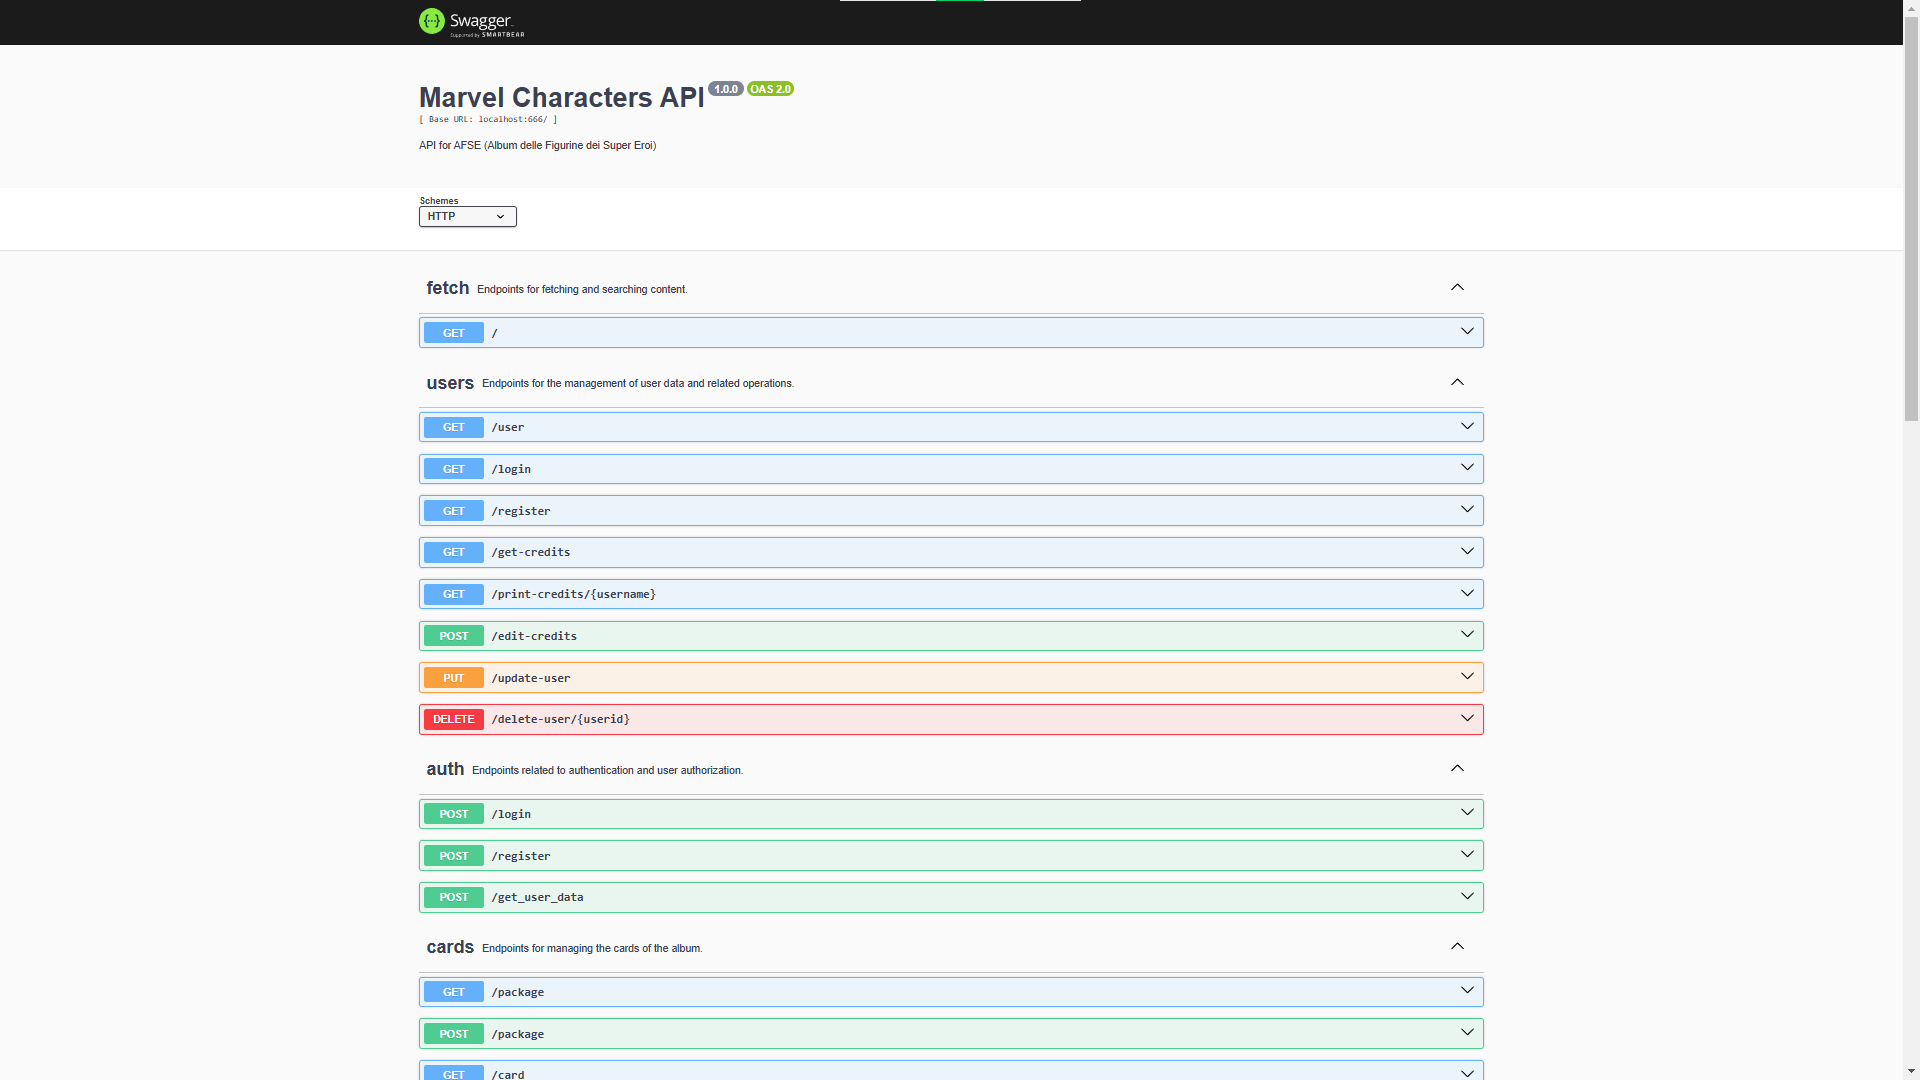 Swagger
Supported by SMARTBEAR
Marvel Characters API 1.0.0 OAS 2.0
[ Base URL: localhost:666/ ]
API for AFSE (Album delle Figurine dei Super Eroi)
Schemes
HTTP
fetch Endpoints for fetching and searching content.
GET /
users Endpoints for the management of user data and related operations.
GET /user
GET /login
GET /register
GET /get-credits
GET /print-credits/{username}
POST /edit-credits
PUT /update-user
DELETE /delete-user/{userid}
auth Endpoints related to authentication and user authorization.
POST /login
POST /register
POST /get_user_data
cards Endpoints for managing the cards of the album.
GET /package
POST /package
GET /card